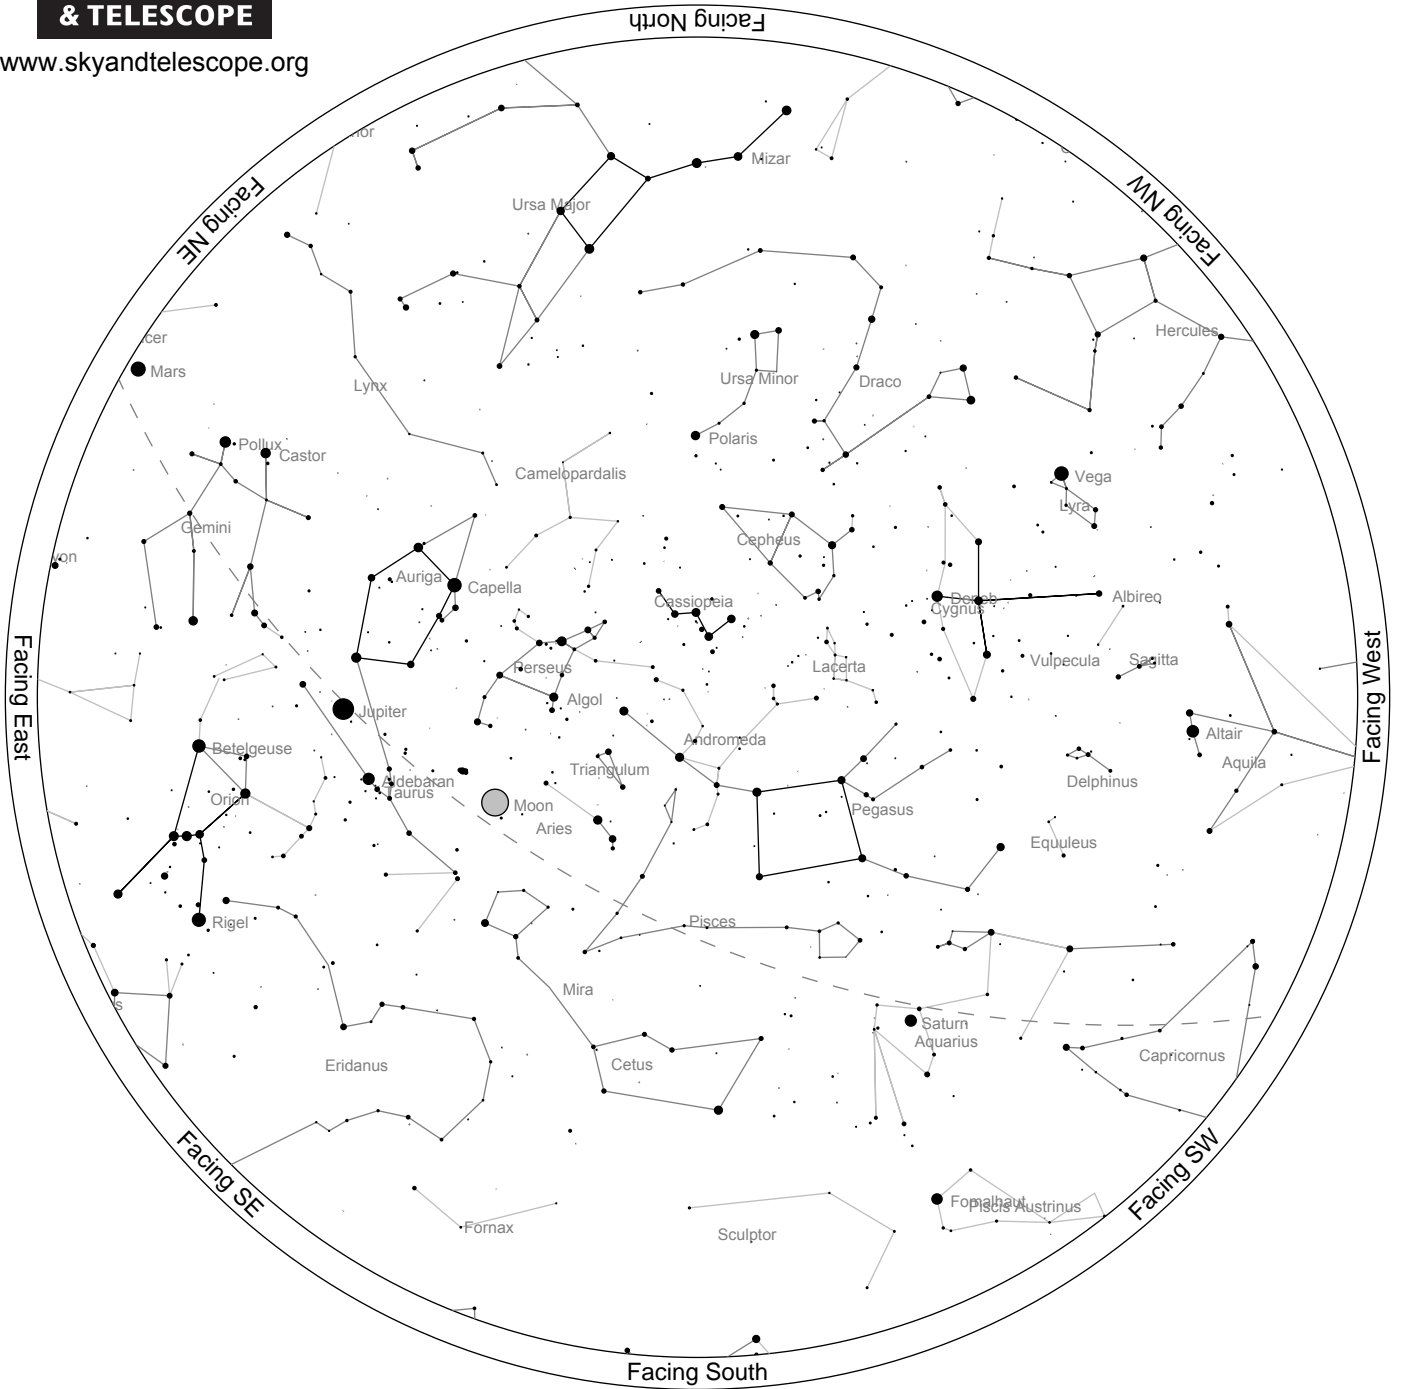 & TELESCOPE
www.skyandtelescope.org
Facing North
Facing NE
Facing NW
Mizar
Ursa Major
Hercules
Mars
Lynx
Ursa Minor
Draco
Polaris
Pollux
Castor
Camelopardalis
Vega
Lyra
Gemini
Cepheus
Auriga
Capella
Cassiopeia
Deneb
Cygnus
Albireo
Perseus
Lacerta
Vulpecula
Sagitta
Algol
Jupiter
Andromeda
Altair
Betelgeuse
Triangulum
Aquila
Aldebaran
Taurus
Delphinus
Orion
Moon
Aries
Pegasus
Equuleus
Facing East
Facing West
Rigel
Pisces
Mira
Saturn
Aquarius
Eridanus
Cetus
Capricornus
Facing SE
Facing SW
Fomalhaut
Piscis Austrinus
Fornax
Sculptor
Facing South